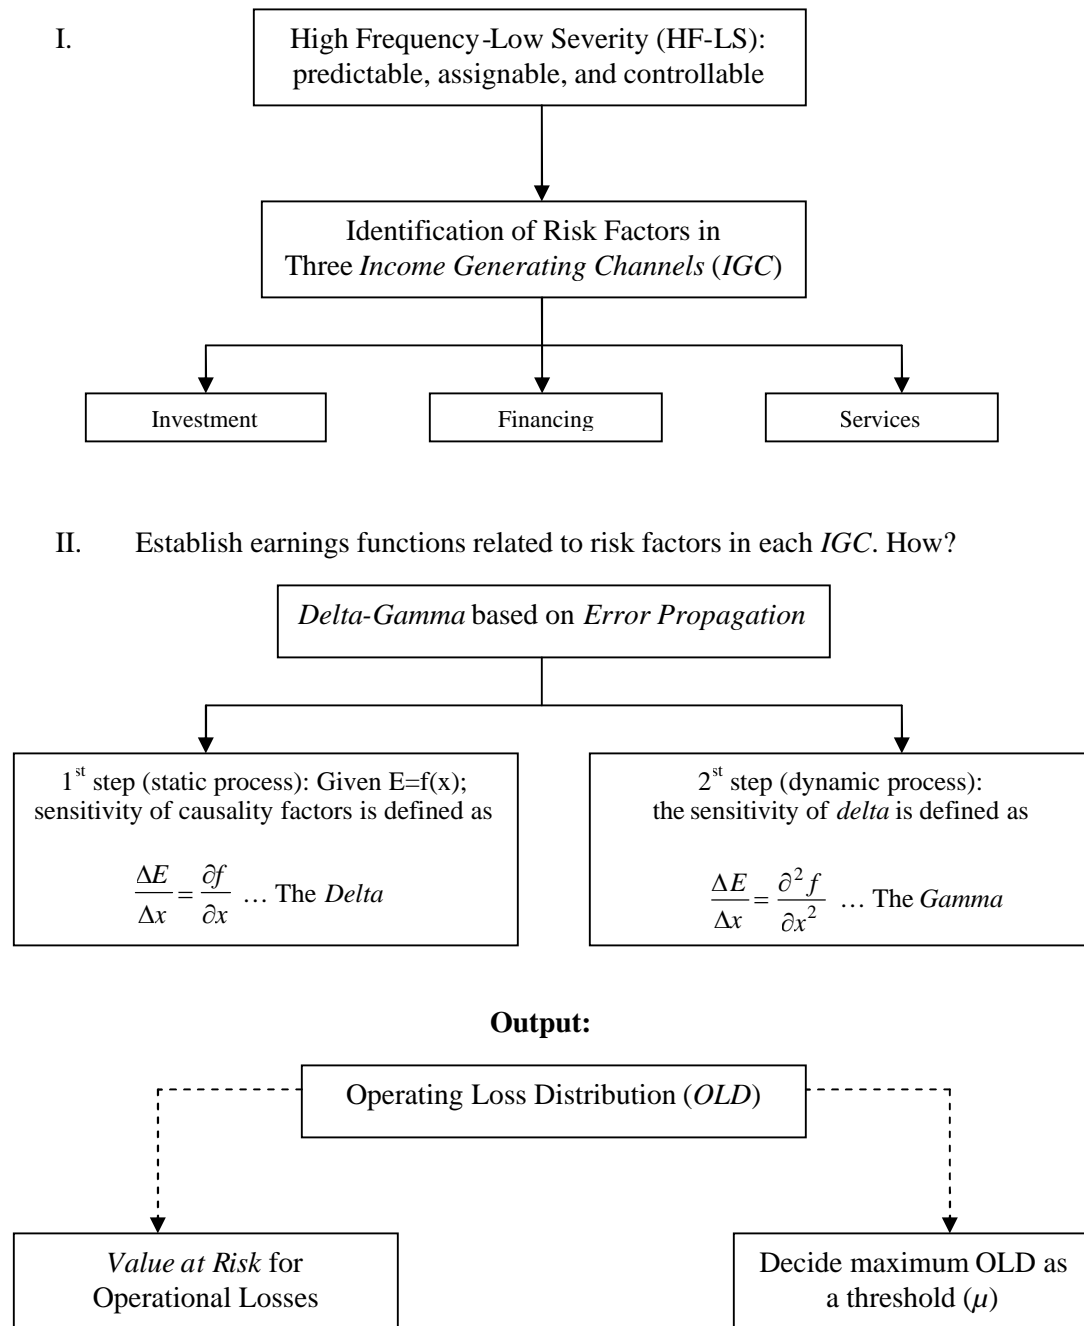 I.
High Frequency-Low Severity (HF-LS):
predictable, assignable, and controllable
Identification of Risk Factors in
Three Income Generating Channels (IGC)
Investment
Financing
Services
II. Establish earnings functions related to risk factors in each IGC. How?
Delta-Gamma based on Error Propagation
1st step (static process): Given E=f(x);
sensitivity of causality factors is defined as
ΔE/Δx = ∂f/∂x … The Delta
2st step (dynamic process):
the sensitivity of delta is defined as
ΔE/Δx = ∂²f/∂x² … The Gamma
Output:
Operating Loss Distribution (OLD)
Value at Risk for
Operational Losses
Decide maximum OLD as
a threshold (μ)